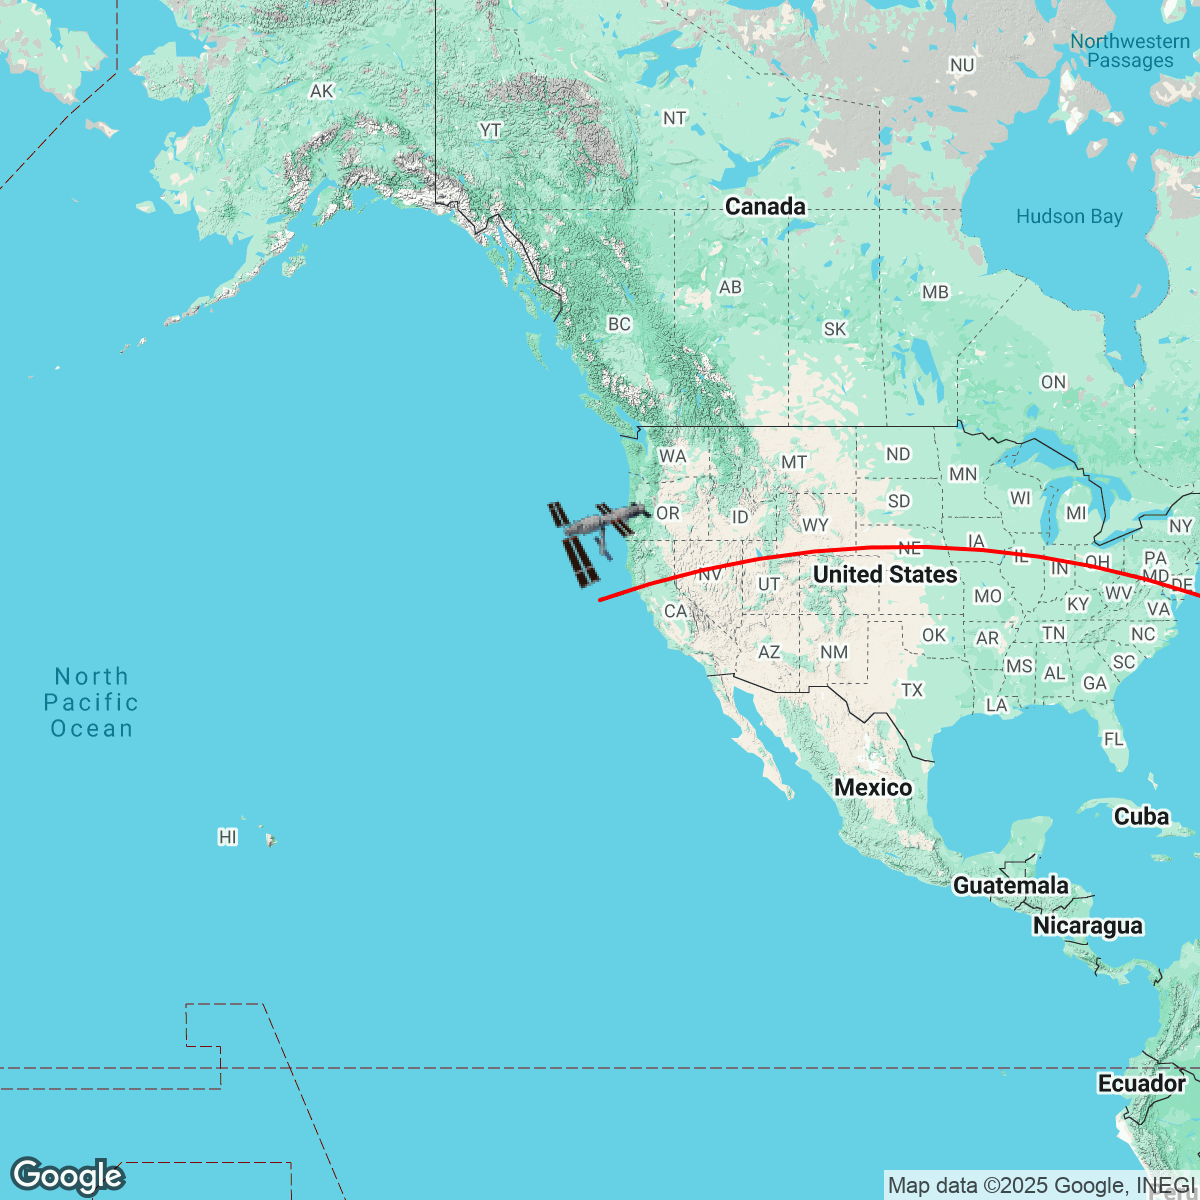 Northwestern
Passages
NU
AK
NT
YT
Canada
Hudson Bay
AB
MB
BC
SK
ON
WA
MT
ND
MN
SD
WI
OR
ID
MI
WY
NY
NE
IA
IL
PA
OH
IN
NV
United States
MD
DE
UT
MO
WV
KY
VA
CA
OK
AR
TN
NC
AZ
NM
MS
AL
SC
GA
TX
LA
North
Pacific
Ocean
FL
Mexico
Cuba
HI
Guatemala
Nicaragua
Ecuador
Google
Map data ©2025 Google, INEGI